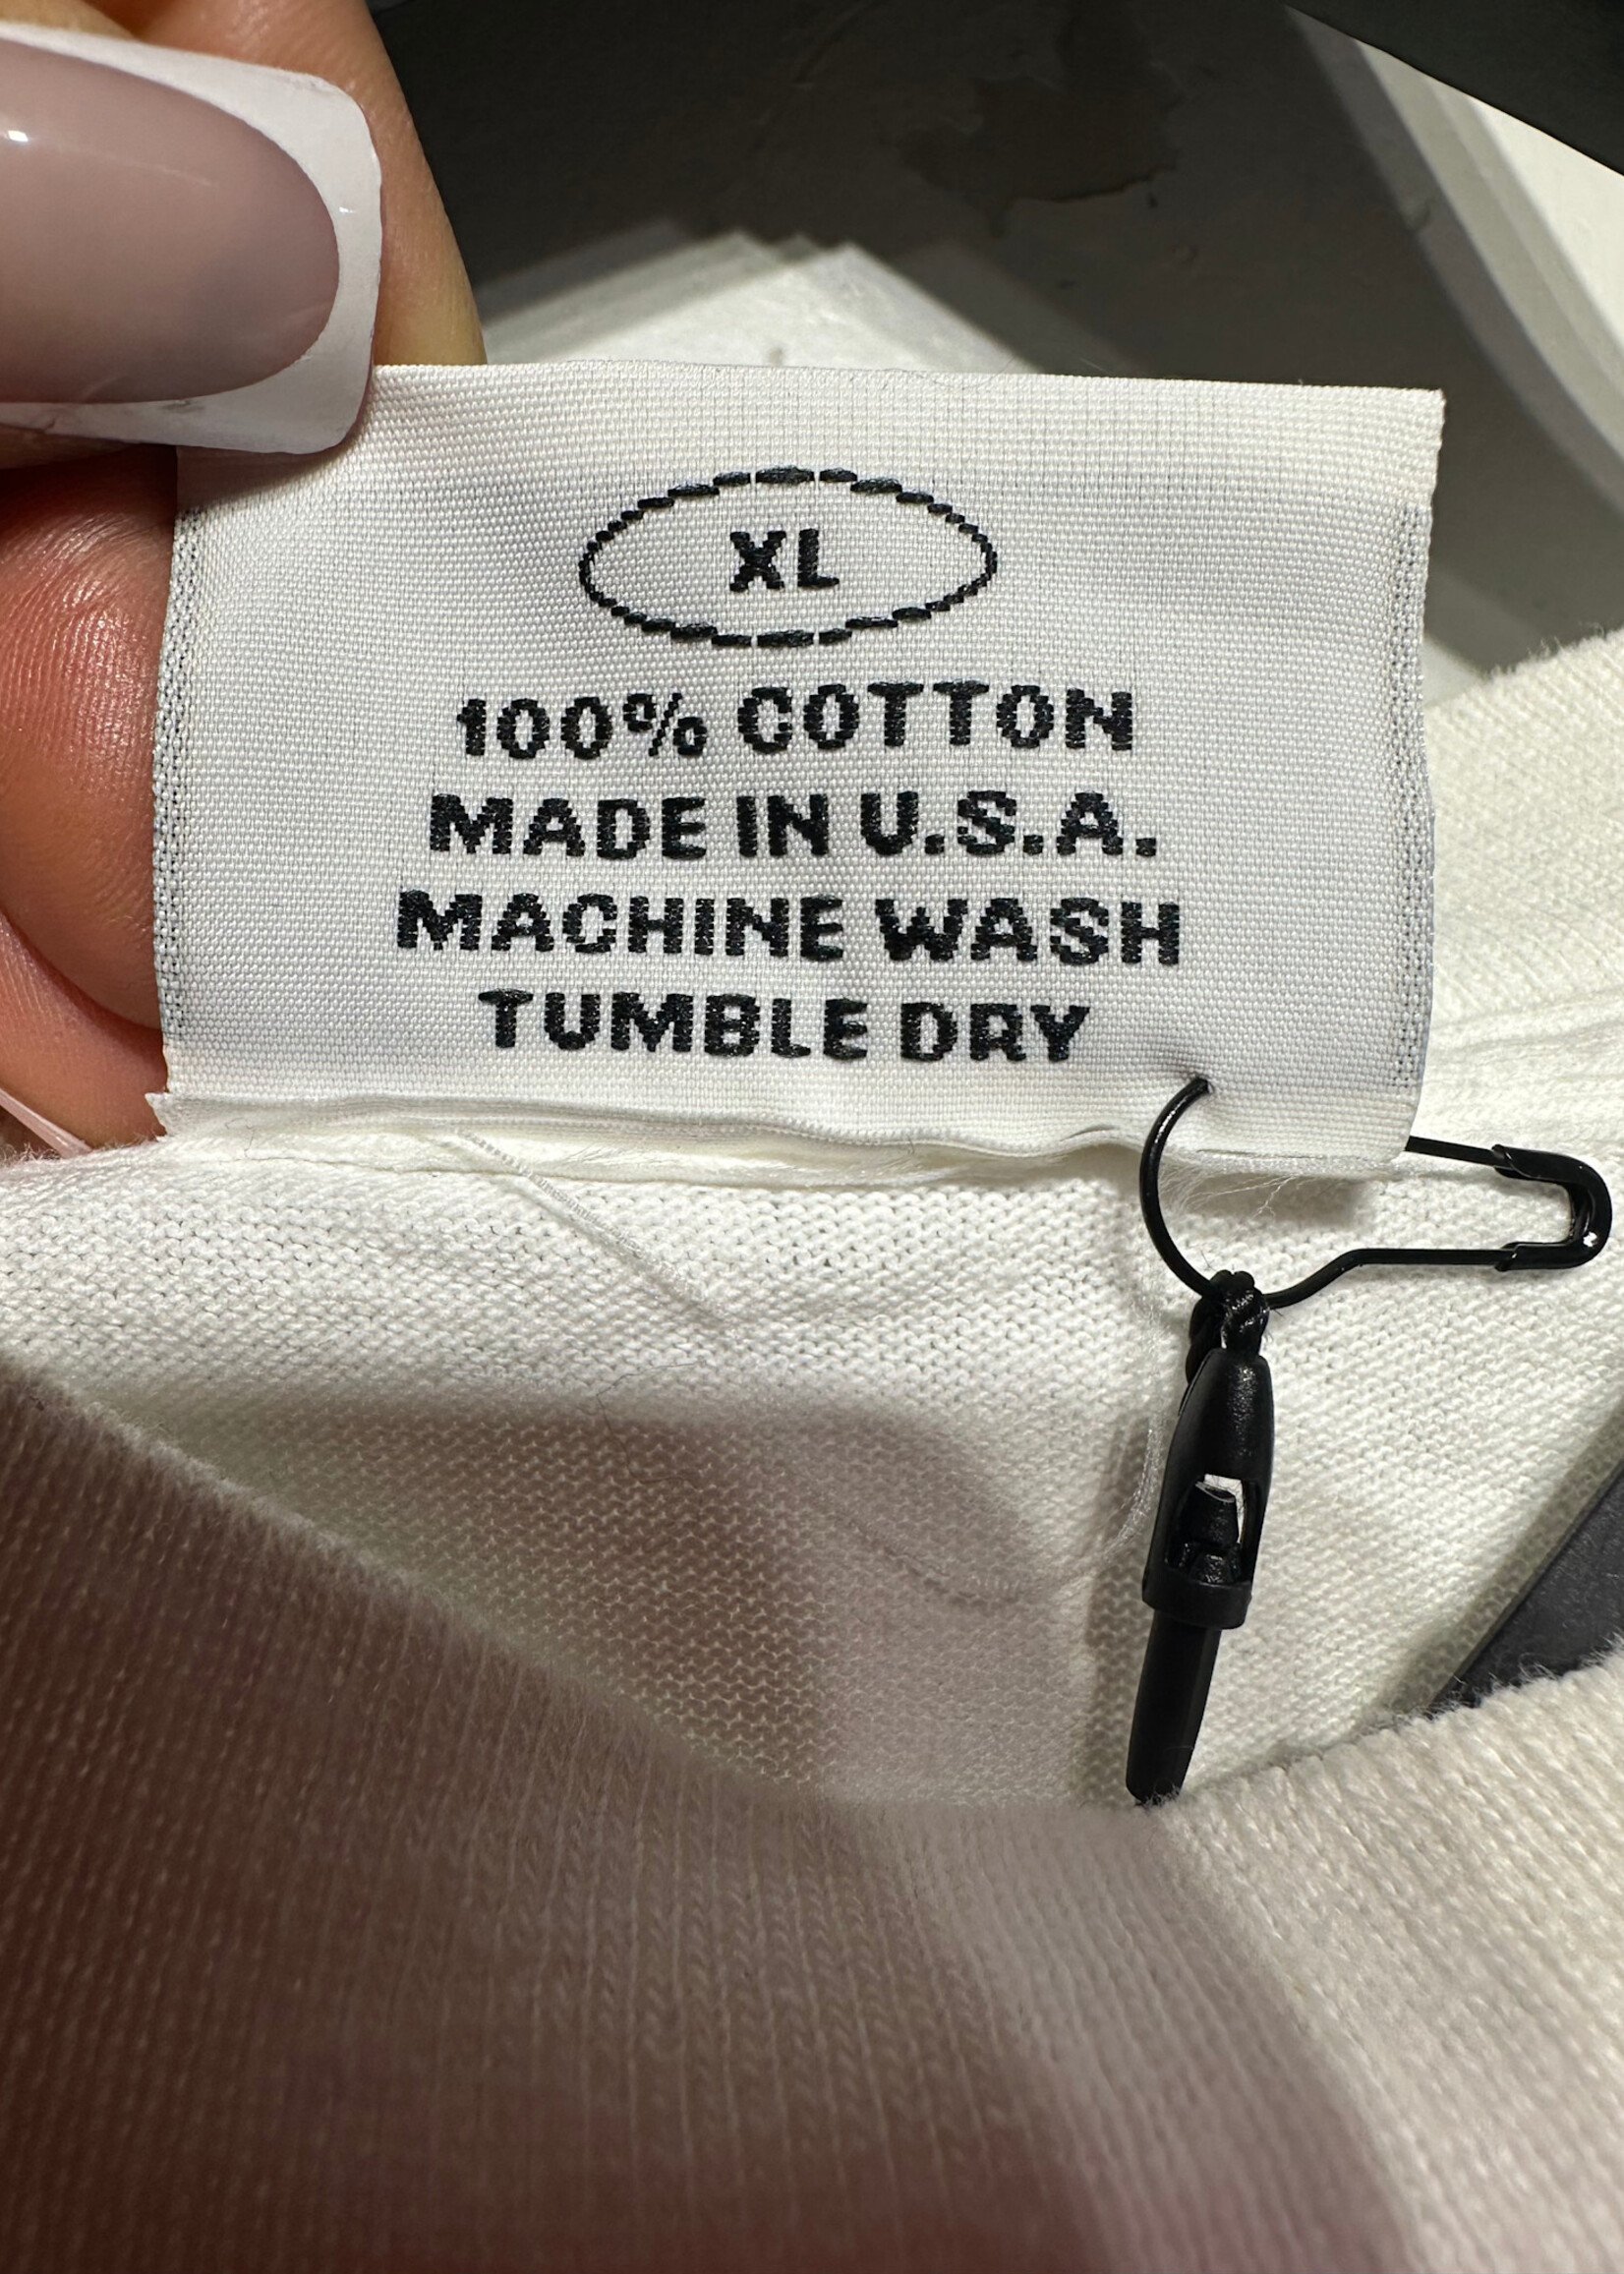 XL
100% COTTON
MADE IN U.S.A.
MACHINE WASH
TUMBLE DRY